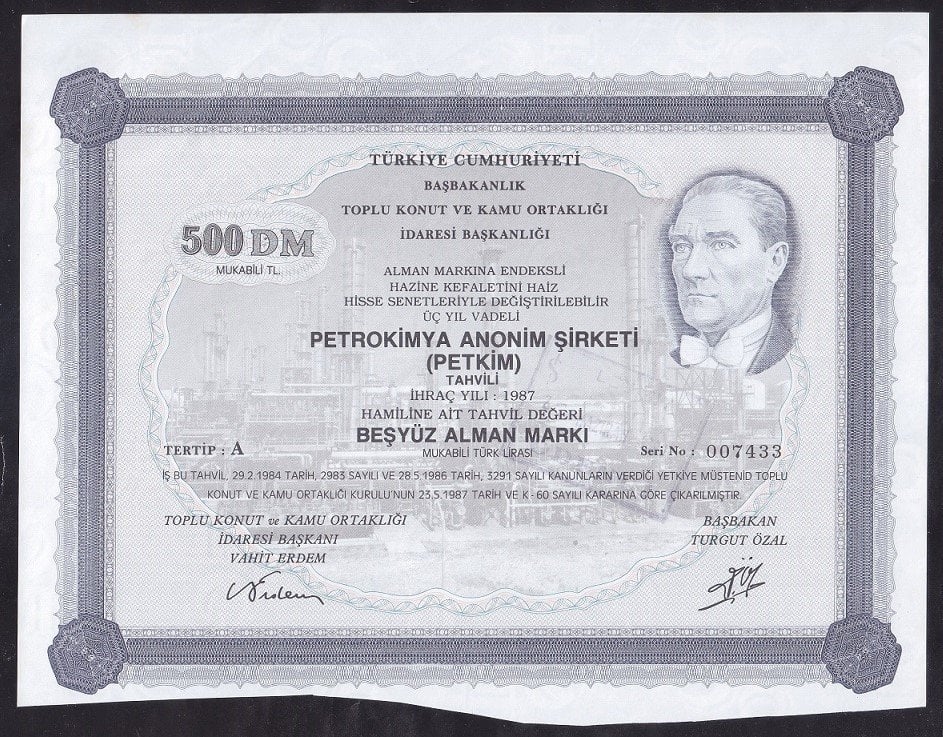 TÜRKİYE CUMHURİYETİ
BAŞBAKANLIK
TOPLU KONUT VE KAMU ORTAKLIĞI
İDARESİ BAŞKANLIĞI
500 DM
MUKABİLİ TL.
ALMAN MARKINA ENDEKSLİ
HAZİNE KEFALETİNİ HAİZ
HİSSE SENETLERİYLE DEĞİŞTİRİLEBİLİR
ÜÇ YIL VADELİ
PETROKİMYA ANONİM ŞİRKETİ
(PETKİM)
TAHVİLİ
İHRAÇ YILI : 1987
HAMİLİNE AİT TAHVİL DEĞERİ
BEŞYÜZ ALMAN MARKI
MUKABİLİ TÜRK LİRASI
TERTİP : A
Seri No : 007433
İŞ BU TAHVİL, 29.2.1984 TARİH, 2983 SAYILI VE 28.5.1986 TARİH, 3291 SAYILI KANUNLARIN VERDİĞİ YETKİYE MÜSTENİD TOPLU
KONUT VE KAMU ORTAKLIĞI KURULU'NUN 23.5.1987 TARİH VE K - 60 SAYILI KARARINA GÖRE ÇIKARILMIŞTIR.
TOPLU KONUT ve KAMU ORTAKLIĞI
İDARESİ BAŞKANI
VAHİT ERDEM
BAŞBAKAN
TURGUT ÖZAL